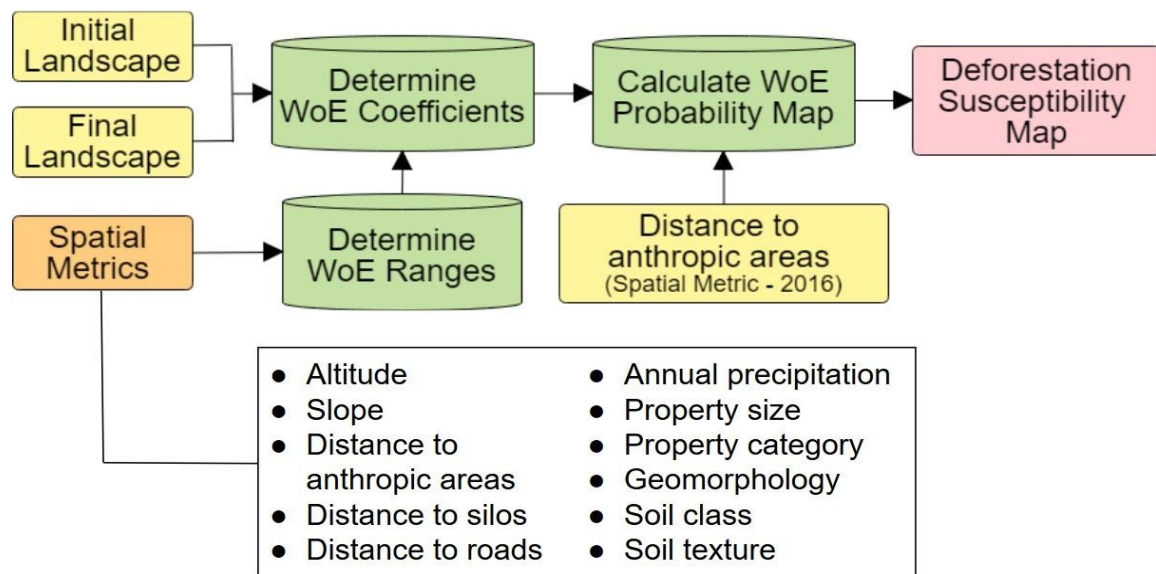 Initial
Landscape
Final
Landscape
Determine
WoE Coefficients
Calculate WoE
Probability Map
Deforestation
Susceptibility
Map
Spatial
Metrics
Determine
WoE Ranges
Distance to
anthropic areas
(Spatial Metric - 2016)
● Altitude
● Slope
● Distance to
anthropic areas
● Distance to silos
● Distance to roads
● Annual precipitation
● Property size
● Property category
● Geomorphology
● Soil class
● Soil texture